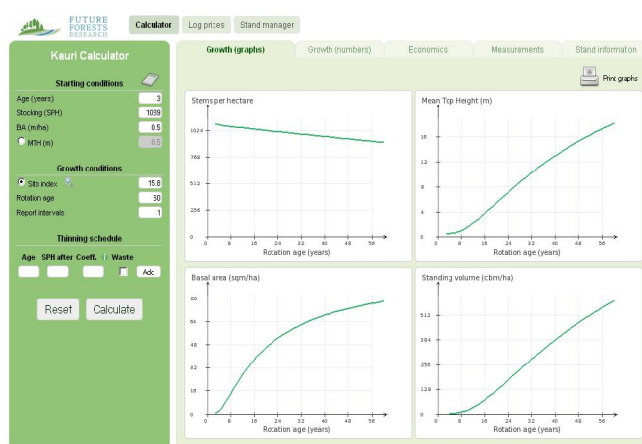 FUTURE
FORESTS
RESEARCH
Calculator
Log prices
Stand manager
Kauri Calculator
Starting conditions
Age (years) 3
Stocking (SPH) 1089
BA (m/ha) 0.5
MTH (m) 0.5
Growth conditions
Site index 15.8
Rotation age 60
Report intervals 1
Thinning schedule
Age SPH after Coeff. Waste
Reset Calculate
Growth (graphs)
Growth (numbers)
Economics
Measurements
Stand information
Print graphs
Stems per hectare
1024
768
512
256
0
0 8 16 24 32 40 48 56
Rotation age (years)
Mean Top Height (m)
16
12
8
4
0
0 8 16 24 32 40 48 56
Rotation age (years)
Basal area (sqm/ha)
64
48
32
16
0
0 8 16 24 32 40 48 56
Rotation age (years)
Standing volume (cbm/ha)
512
384
256
128
0
0 8 16 24 32 40 48 56
Rotation age (years)